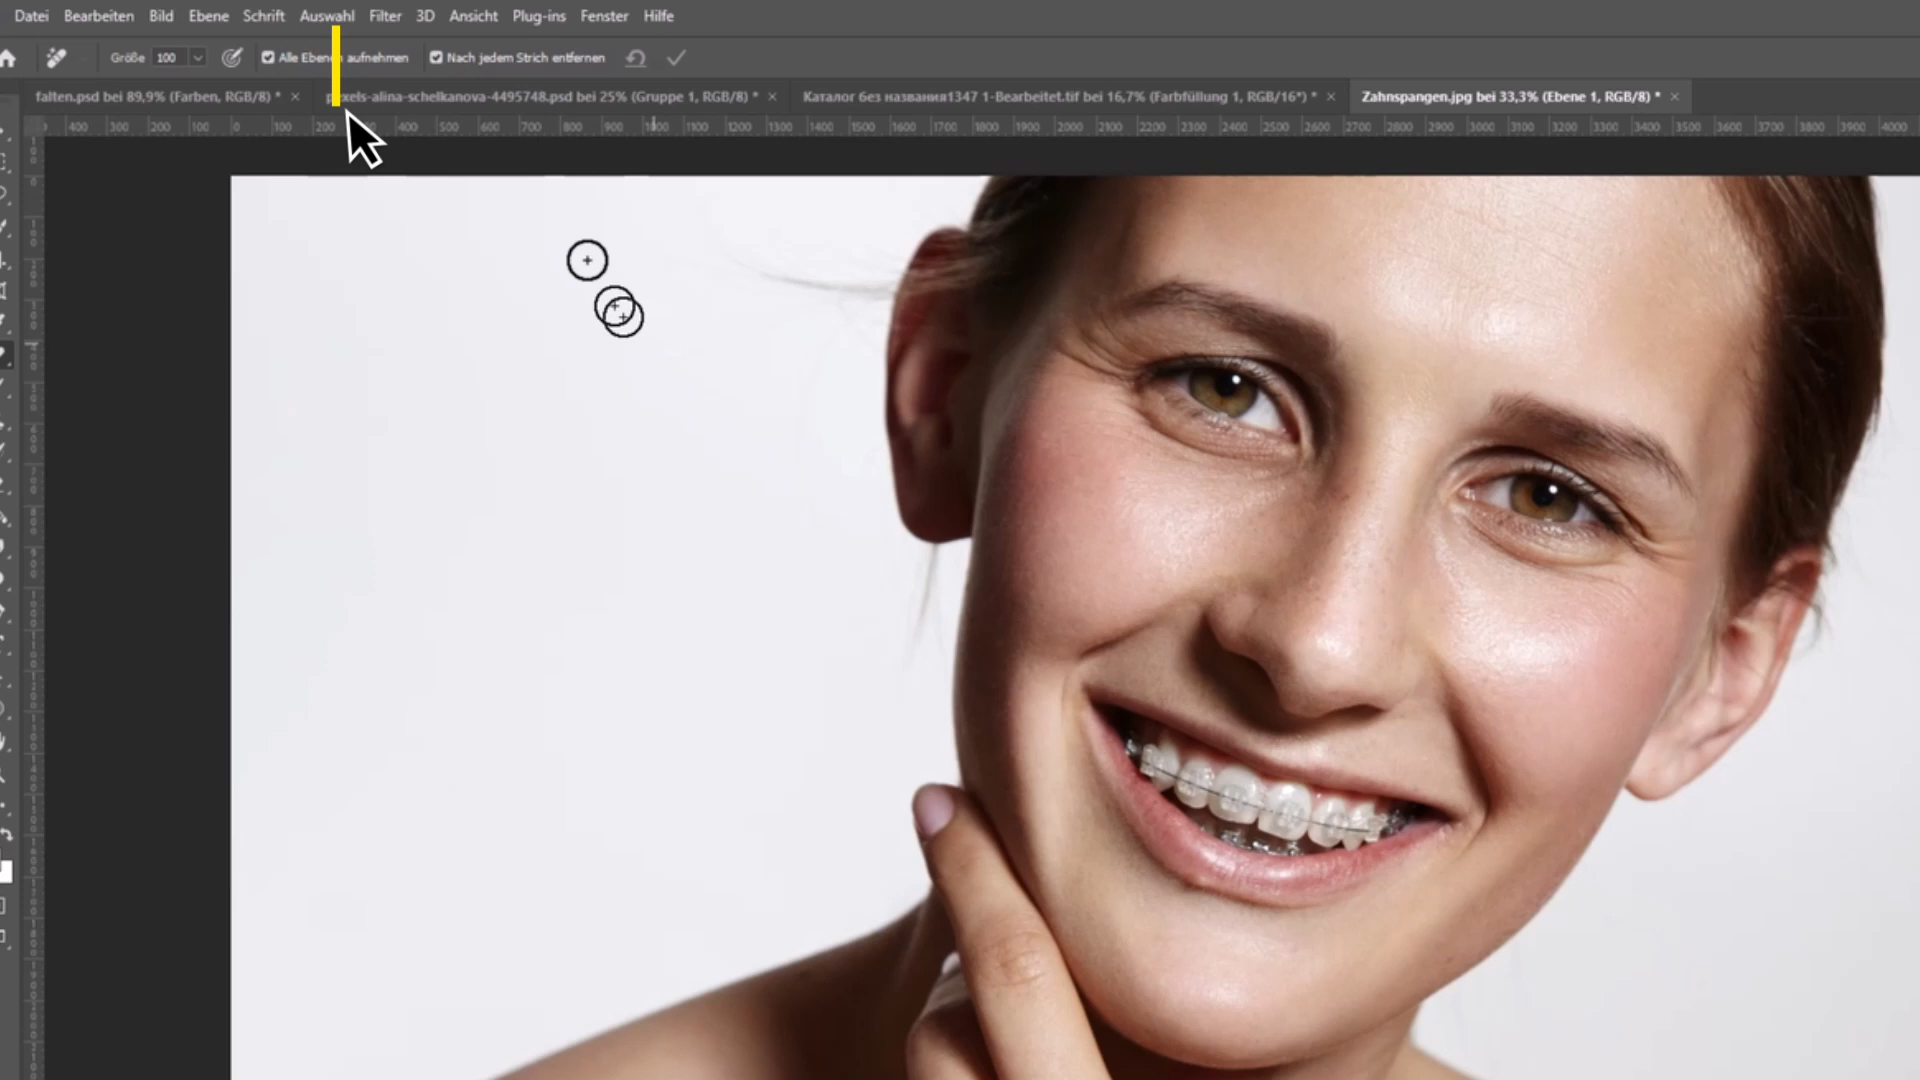 Datei Bearbeiten Bild Ebene Schrift Auswahl Filter 3D Ansicht Plug-ins Fenster Hilfe
Größe 100 Alle Ebenen aufnehmen Nach jedem Strich entfernen
falten.psd bei 89,9% (Farben, RGB/8) * × pexels-alina-schelkanova-4495748.psd bei 25% (Gruppe 1, RGB/8) * × Каталог без названия1347 1-Bearbeitet.tif bei 16,7% (Farbfüllung 1, RGB/16*) * × Zahnspangen.jpg bei 33,3% (Ebene 1, RGB/8) * ×
400 300 200 100 0 100 200 300 400 500 600 700 800 900 1000 1100 1200 1300 1400 1500 1600 1700 1800 1900 2000 2100 2200 2300 2400 2500 2600 2700 2800 2900 3000 3100 3200 3300 3400 3500 3600 3700 3800 3900 4000